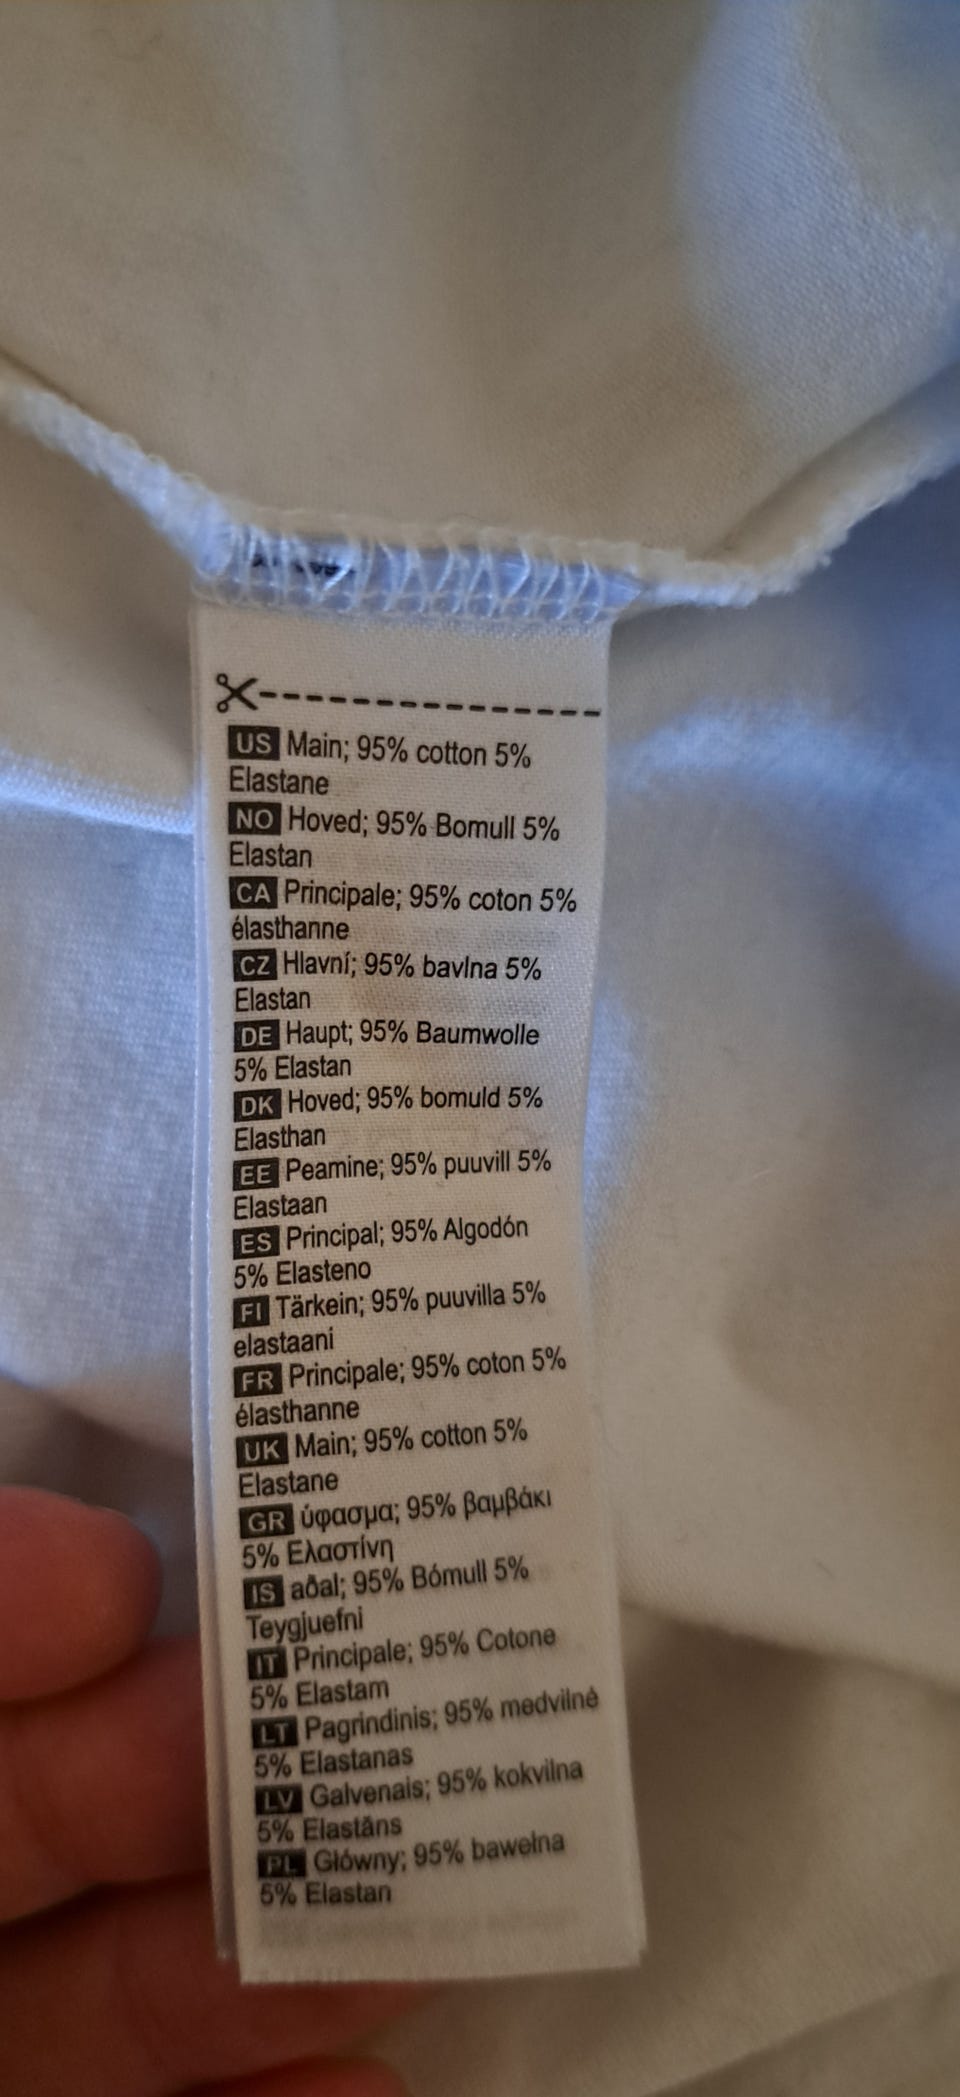 US Main; 95% cotton 5%
Elastane
NO Hoved; 95% Bomull 5%
Elastan
CA Principale; 95% coton 5%
élasthanne
CZ Hlavní; 95% bavlna 5%
Elastan
DE Haupt; 95% Baumwolle
5% Elastan
DK Hoved; 95% bomuld 5%
Elasthan
EE Peamine; 95% puuvill 5%
Elastaan
ES Principal; 95% Algodón
5% Elasteno
FI Tärkein; 95% puuvilla 5%
elastaani
FR Principale; 95% coton 5%
élasthanne
UK Main; 95% cotton 5%
Elastane
GR ύφασμα; 95% βαμβάκι
5% Ελαστίνη
IS aðal; 95% Bómull 5%
Teygjuefni
IT Principale; 95% Cotone
5% Elastam
LT Pagrindinis; 95% medvilnė
5% Elastanas
LV Galvenais; 95% kokvilna
5% Elastāns
PL Główny; 95% bawełna
5% Elastan